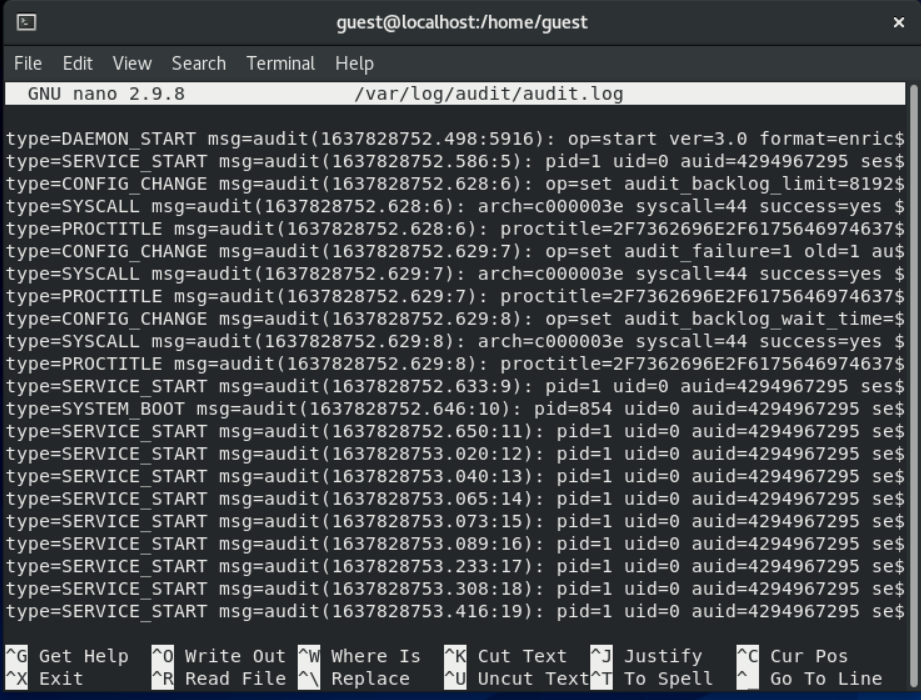 guest@localhost:/home/guest ×
File Edit View Search Terminal Help
GNU nano 2.9.8 /var/log/audit/audit.log
type=DAEMON_START msg=audit(1637828752.498:5916): op=start ver=3.0 format=enric$
type=SERVICE_START msg=audit(1637828752.586:5): pid=1 uid=0 auid=4294967295 ses$
type=CONFIG_CHANGE msg=audit(1637828752.628:6): op=set audit_backlog_limit=8192$
type=SYSCALL msg=audit(1637828752.628:6): arch=c000003e syscall=44 success=yes $
type=PROCTITLE msg=audit(1637828752.628:6): proctitle=2F7362696E2F6175646974637$
type=CONFIG_CHANGE msg=audit(1637828752.629:7): op=set audit_failure=1 old=1 au$
type=SYSCALL msg=audit(1637828752.629:7): arch=c000003e syscall=44 success=yes $
type=PROCTITLE msg=audit(1637828752.629:7): proctitle=2F7362696E2F6175646974637$
type=CONFIG_CHANGE msg=audit(1637828752.629:8): op=set audit_backlog_wait_time=$
type=SYSCALL msg=audit(1637828752.629:8): arch=c000003e syscall=44 success=yes $
type=PROCTITLE msg=audit(1637828752.629:8): proctitle=2F7362696E2F6175646974637$
type=SERVICE_START msg=audit(1637828752.633:9): pid=1 uid=0 auid=4294967295 ses$
type=SYSTEM_BOOT msg=audit(1637828752.646:10): pid=854 uid=0 auid=4294967295 se$
type=SERVICE_START msg=audit(1637828752.650:11): pid=1 uid=0 auid=4294967295 se$
type=SERVICE_START msg=audit(1637828753.020:12): pid=1 uid=0 auid=4294967295 se$
type=SERVICE_START msg=audit(1637828753.040:13): pid=1 uid=0 auid=4294967295 se$
type=SERVICE_START msg=audit(1637828753.065:14): pid=1 uid=0 auid=4294967295 se$
type=SERVICE_START msg=audit(1637828753.073:15): pid=1 uid=0 auid=4294967295 se$
type=SERVICE_START msg=audit(1637828753.089:16): pid=1 uid=0 auid=4294967295 se$
type=SERVICE_START msg=audit(1637828753.233:17): pid=1 uid=0 auid=4294967295 se$
type=SERVICE_START msg=audit(1637828753.308:18): pid=1 uid=0 auid=4294967295 se$
type=SERVICE_START msg=audit(1637828753.416:19): pid=1 uid=0 auid=4294967295 se$
^G Get Help ^O Write Out ^W Where Is ^K Cut Text ^J Justify ^C Cur Pos
^X Exit ^R Read File ^\ Replace ^U Uncut Text ^T To Spell ^_ Go To Line